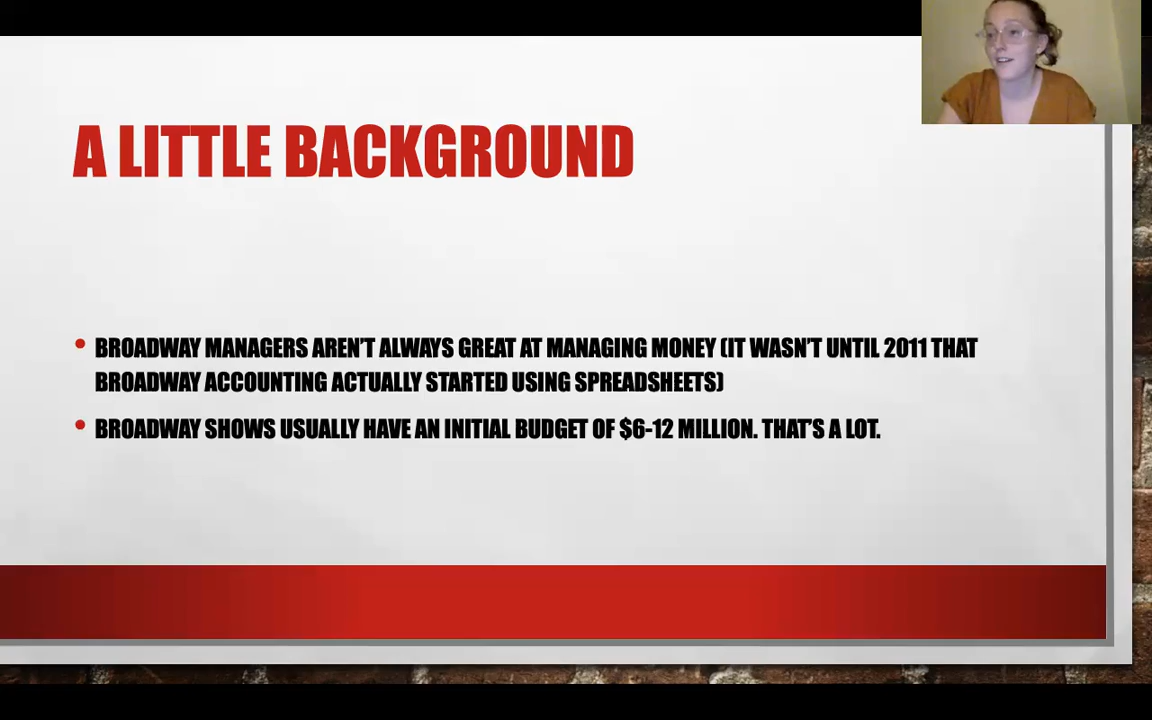 A LITTLE BACKGROUND
• BROADWAY MANAGERS AREN'T ALWAYS GREAT AT MANAGING MONEY (IT WASN'T UNTIL 2011 THAT
BROADWAY ACCOUNTING ACTUALLY STARTED USING SPREADSHEETS)
• BROADWAY SHOWS USUALLY HAVE AN INITIAL BUDGET OF $6-12 MILLION. THAT'S A LOT.